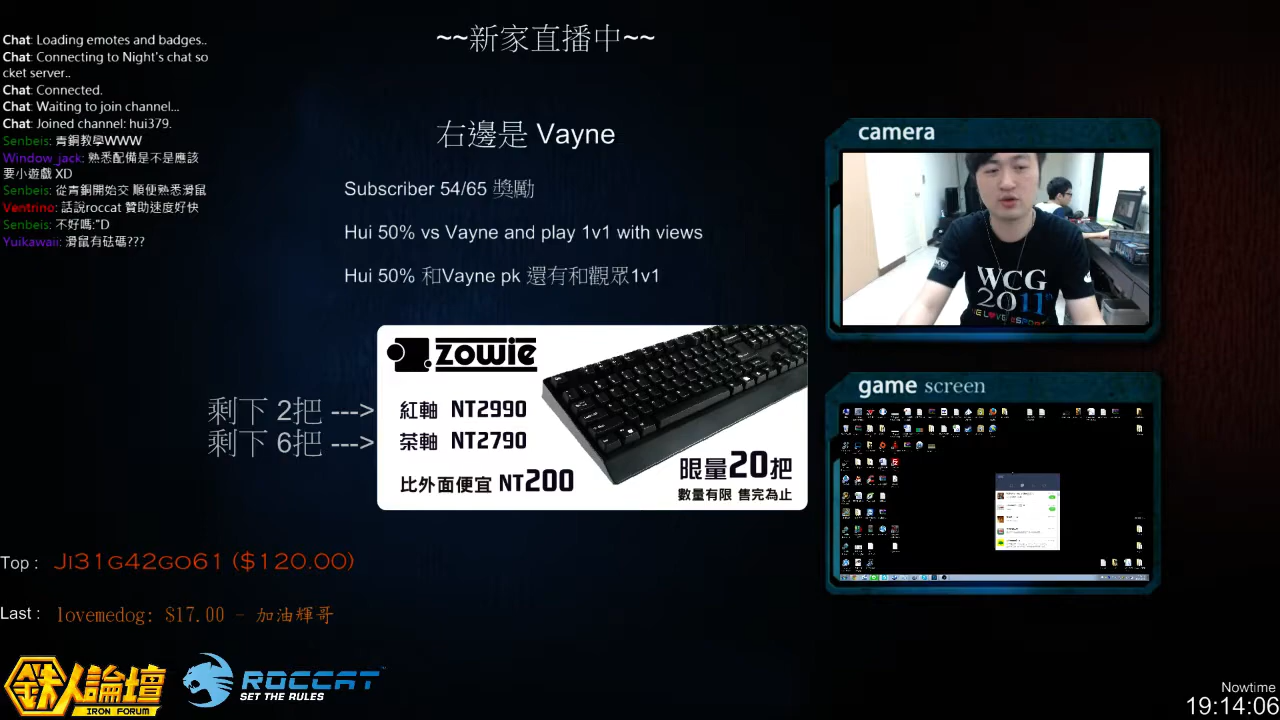 ~~新家直播中~~
Chat: Loading emotes and badges..
Chat: Connecting to Night's chat so
cket server..
Chat: Connected.
Chat: Waiting to join channel...
Chat: Joined channel: hui379.
Senbeis: 青銅教學WWW
Window_jack: 熟悉配備是不是應該
要小遊戲 XD
Senbeis: 從青銅開始交 順便熟悉滑鼠
Ventrino: 話說roccat 贊助速度好快
Senbeis: 不好嗎:"D
Yuikawaii: 滑鼠有砝碼???
右邊是 Vayne
Subscriber 54/65 獎勵
Hui 50% vs Vayne and play 1v1 with views
Hui 50% 和Vayne pk 還有和觀眾1v1
camera
WCG
2011
game screen
zowie
剩下 2把 --->
紅軸 NT2990
剩下 6把 --->
茶軸 NT2790
比外面便宜 NT200
限量20把
數量有限 售完為止
Top : Ji31g42go61 ($120.00)
Last : lovemedog: $17.00 - 加油輝哥
鉄人論壇
IRON FORUM
ROCCAT
SET THE RULES
Nowtime
19:14:06